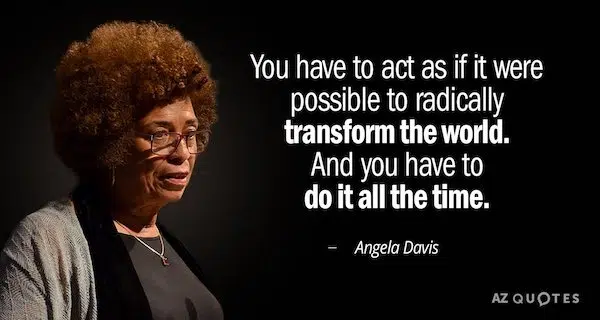 You have to act as if it were
possible to radically
transform the world.
And you have to
do it all the time.
– Angela Davis
AZ QUOTES